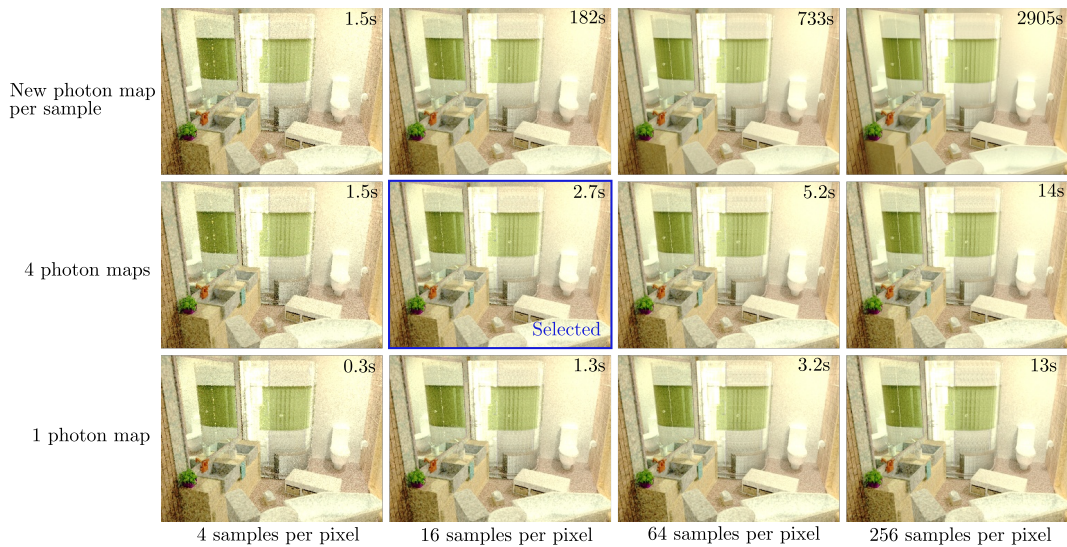 1.5s
182s
733s
2905s
New photon map
per sample
1.5s
2.7s
5.2s
14s
4 photon maps
Selected
0.3s
1.3s
3.2s
13s
1 photon map
4 samples per pixel
16 samples per pixel
64 samples per pixel
256 samples per pixel